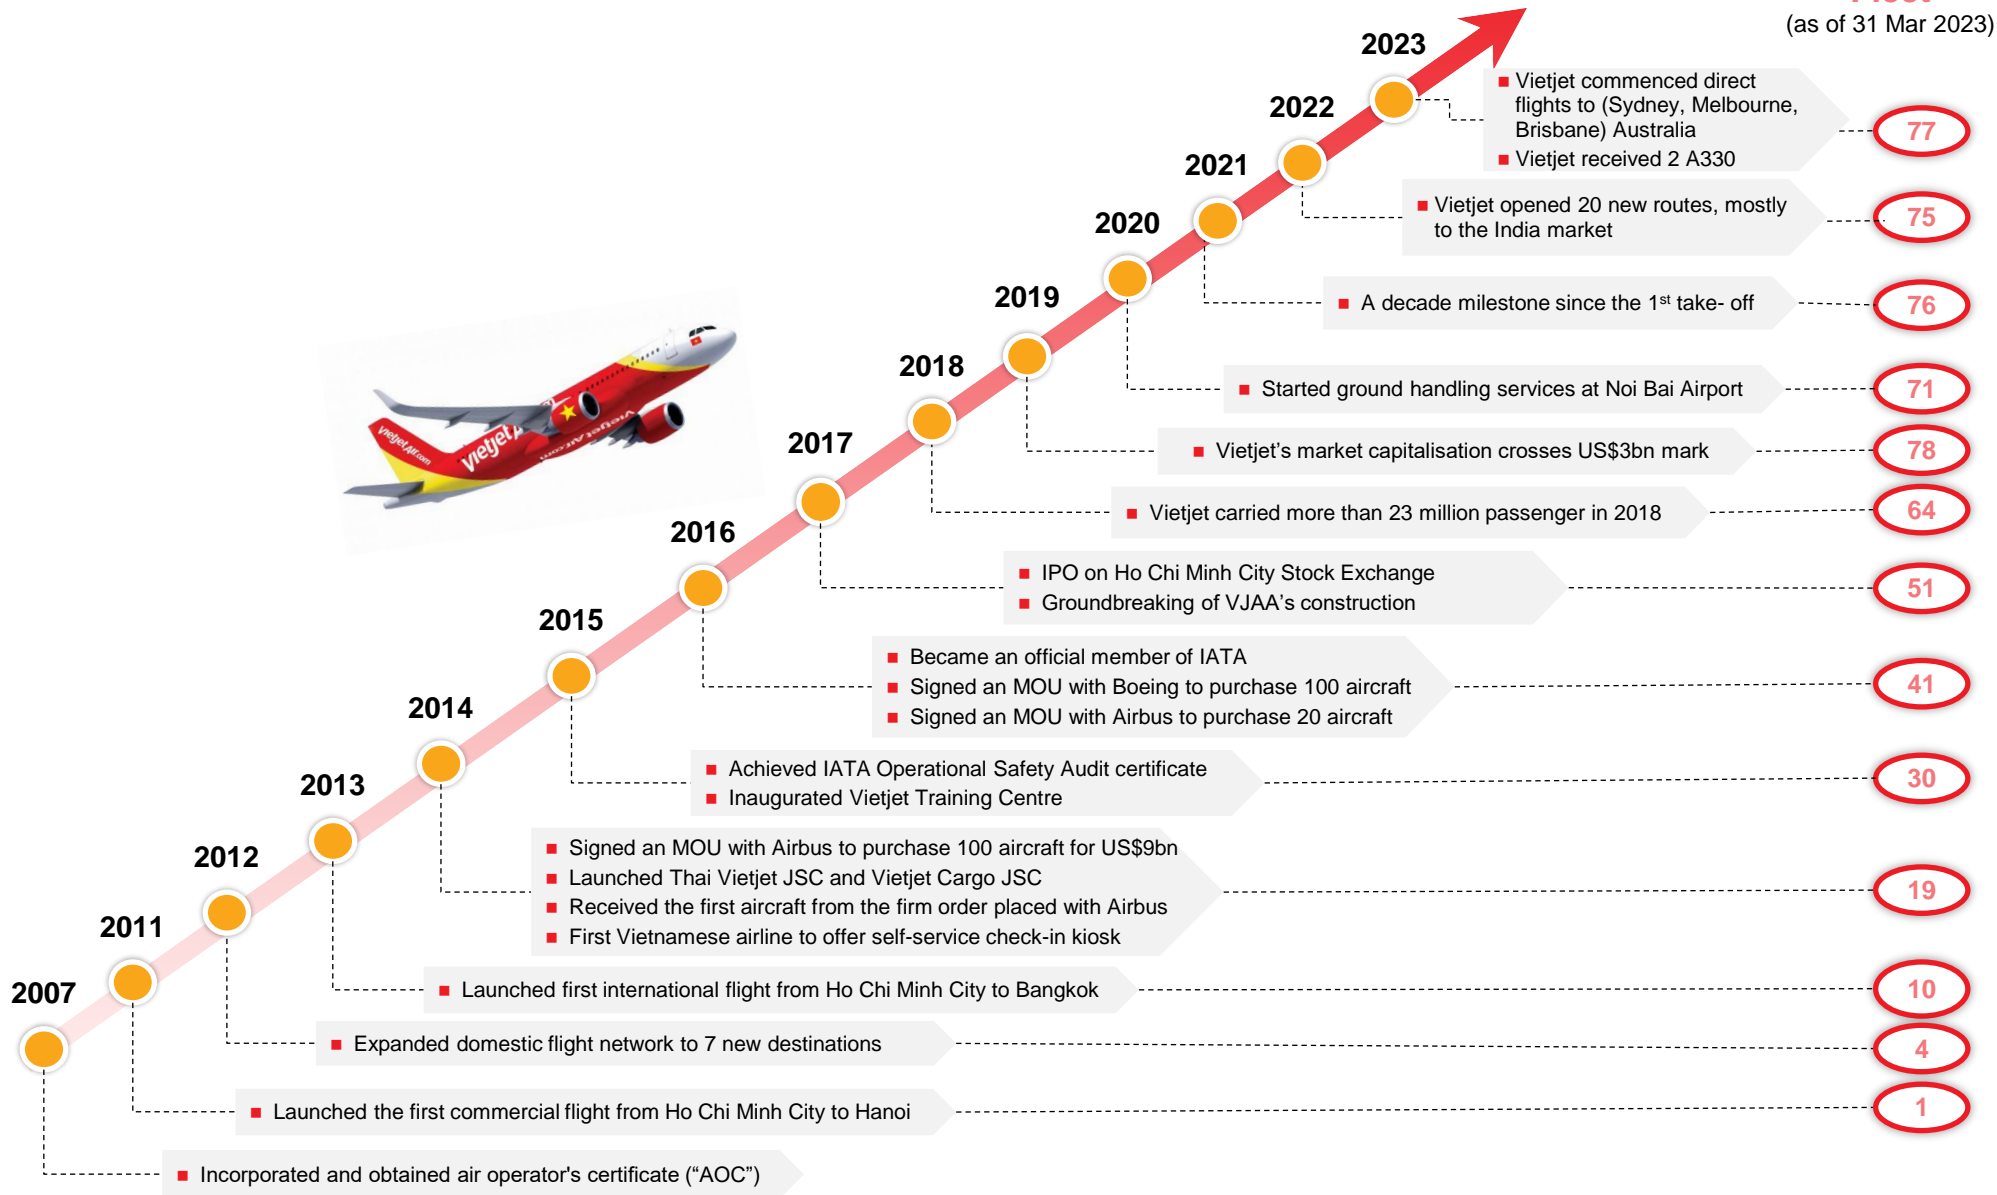 Fleet
(as of 31 Mar 2023)
2023
Vietjet commenced direct
flights to (Sydney, Melbourne,
Brisbane) Australia
Vietjet received 2 A330
77
2022
Vietjet opened 20 new routes, mostly
to the India market
75
2021
A decade milestone since the 1st take- off
76
2020
Started ground handling services at Noi Bai Airport
71
2019
Vietjet's market capitalisation crosses US$3bn mark
78
2018
Vietjet carried more than 23 million passenger in 2018
64
2017
IPO on Ho Chi Minh City Stock Exchange
Groundbreaking of VJAA's construction
51
2016
Became an official member of IATA
Signed an MOU with Boeing to purchase 100 aircraft
Signed an MOU with Airbus to purchase 20 aircraft
41
2015
Achieved IATA Operational Safety Audit certificate
Inaugurated Vietjet Training Centre
30
2014
Signed an MOU with Airbus to purchase 100 aircraft for US$9bn
Launched Thai Vietjet JSC and Vietjet Cargo JSC
Received the first aircraft from the firm order placed with Airbus
First Vietnamese airline to offer self-service check-in kiosk
19
2013
Launched first international flight from Ho Chi Minh City to Bangkok
10
2012
Expanded domestic flight network to 7 new destinations
4
2011
Launched the first commercial flight from Ho Chi Minh City to Hanoi
1
2007
Incorporated and obtained air operator's certificate (“AOC”)
vietjetAir.com
vietjet
vietjetAir.com